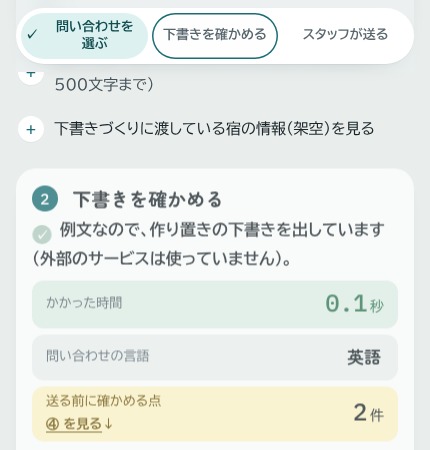 ✓ 問い合わせを
選ぶ
下書きを確かめる
スタッフが送る
+
500文字まで）
+ 下書きづくりに渡している宿の情報（架空）を見る
2 下書きを確かめる
✓ 例文なので、作り置きの下書きを出しています
（外部のサービスは使っていません）。
かかった時間 0.1秒
問い合わせの言語 英語
送る前に確かめる点
④ を見る↓ 2件